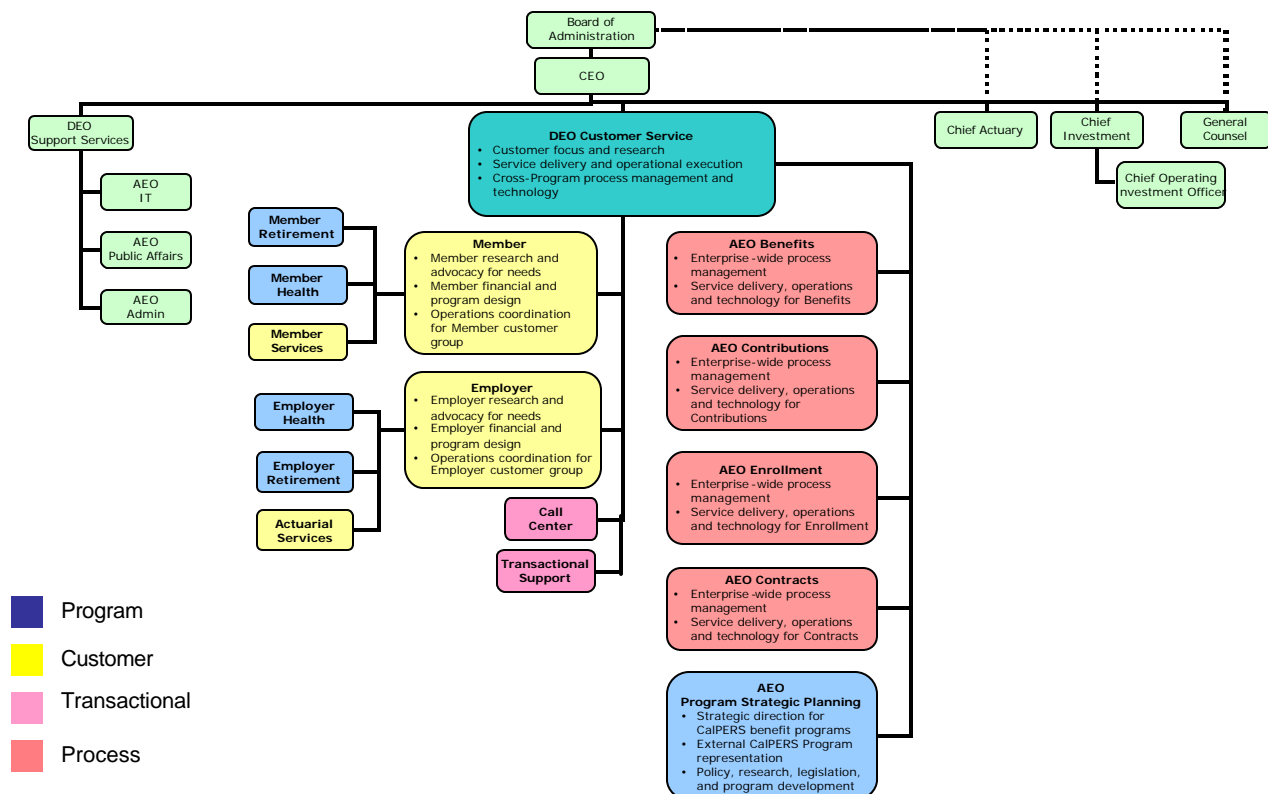 Board of
Administration
CEO
DEO
Support Services
AEO
IT
AEO
Public Affairs
AEO
Admin
DEO Customer Service
• Customer focus and research
• Service delivery and operational execution
• Cross-Program process management and
technology
Chief Actuary
Chief
Investment
General
Counsel
Chief Operating
nvestment Officer
Member
Retirement
Member
Health
Member
Services
Member
• Member research and
advocacy for needs
• Member financial and
program design
• Operations coordination
for Member customer
group
Employer
Health
Employer
Retirement
Actuarial
Services
Employer
• Employer research and
advocacy for needs
• Employer financial and
program design
• Operations coordination for
Employer customer group
Call
Center
Transactional
Support
AEO Benefits
• Enterprise-wide process
management
• Service delivery, operations
and technology for Benefits
AEO Contributions
• Enterprise-wide process
management
• Service delivery, operations
and technology for
Contributions
AEO Enrollment
• Enterprise-wide process
management
• Service delivery, operations
and technology for Enrollment
AEO Contracts
• Enterprise-wide process
management
• Service delivery, operations
and technology for Contracts
AEO
Program Strategic Planning
• Strategic direction for
CalPERS benefit programs
• External CalPERS Program
representation
• Policy, research, legislation,
and program development
Program
Customer
Transactional
Process